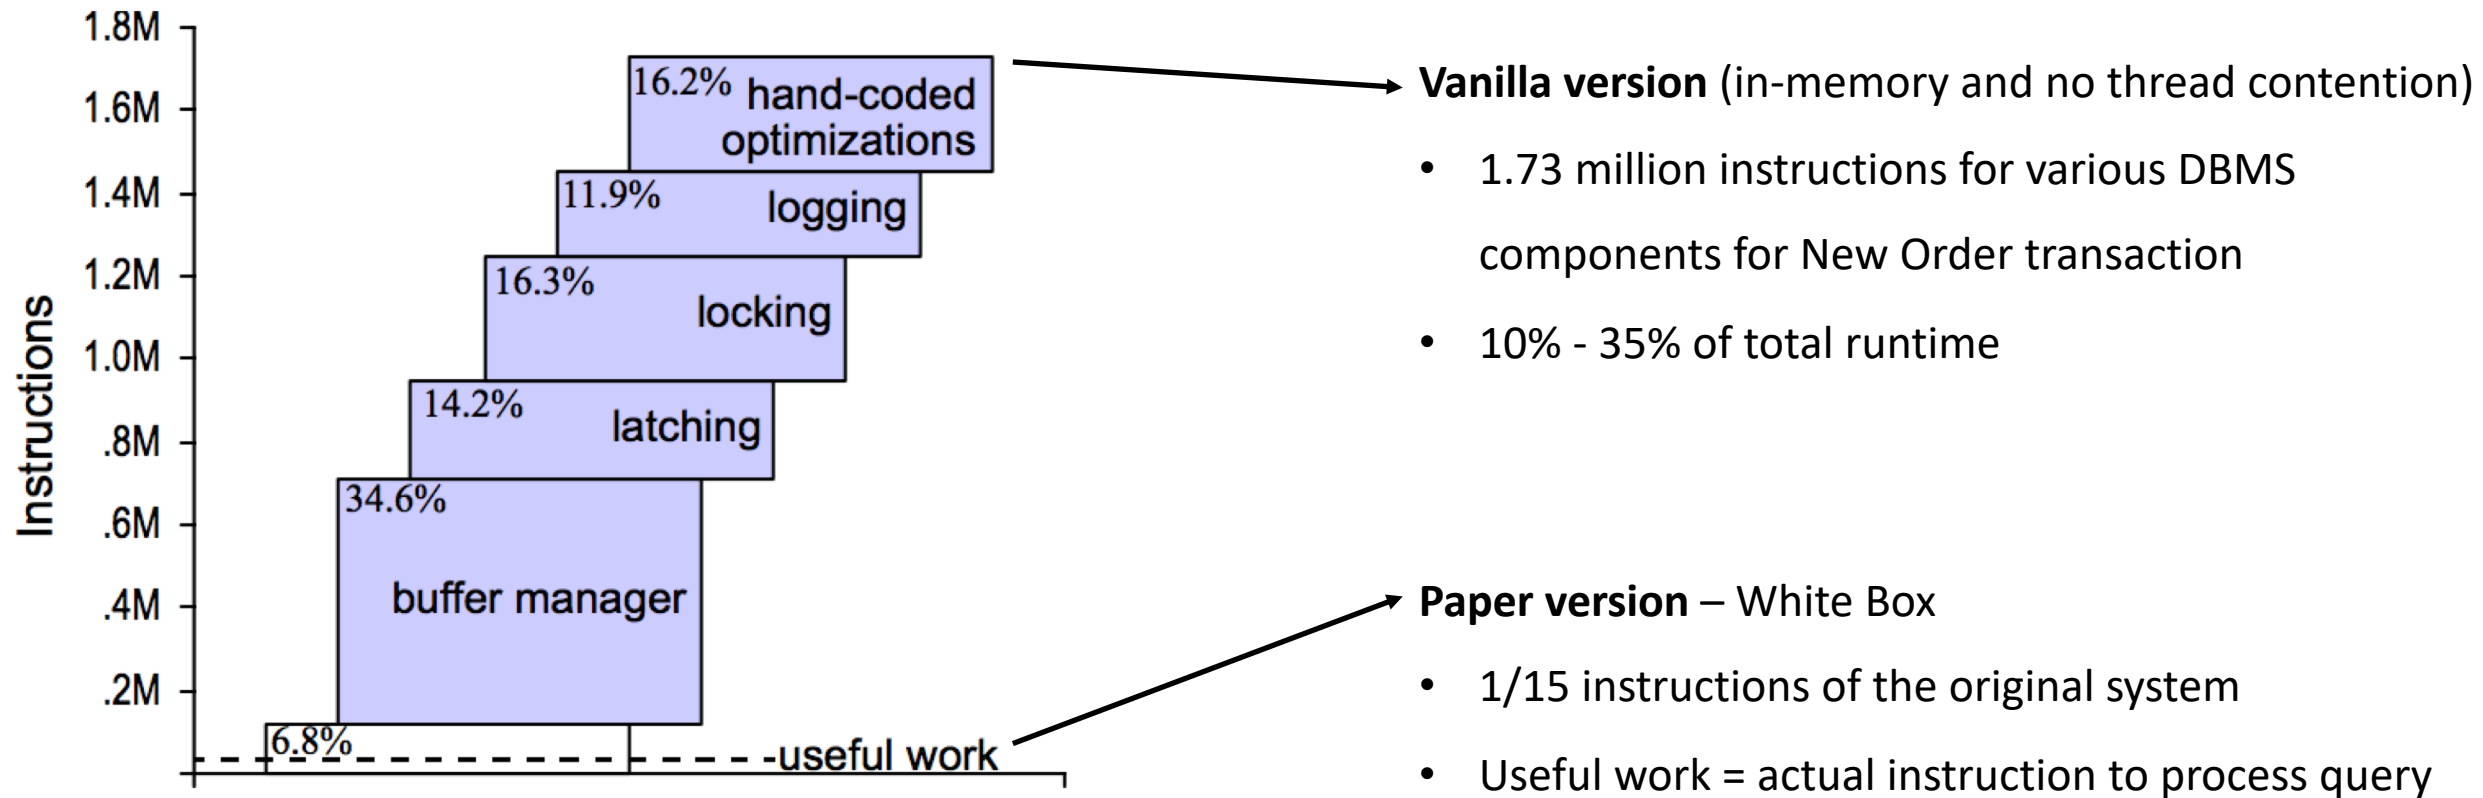 Instructions
1.8M
1.6M
1.4M
1.2M
1.0M
.8M
.6M
.4M
.2M
16.2% hand-coded
optimizations
11.9% logging
16.3%
locking
14.2%
latching
34.6%
buffer manager
6.8%
useful work
Vanilla version (in-memory and no thread contention)
• 1.73 million instructions for various DBMS
components for New Order transaction
• 10% - 35% of total runtime
Paper version – White Box
• 1/15 instructions of the original system
• Useful work = actual instruction to process query